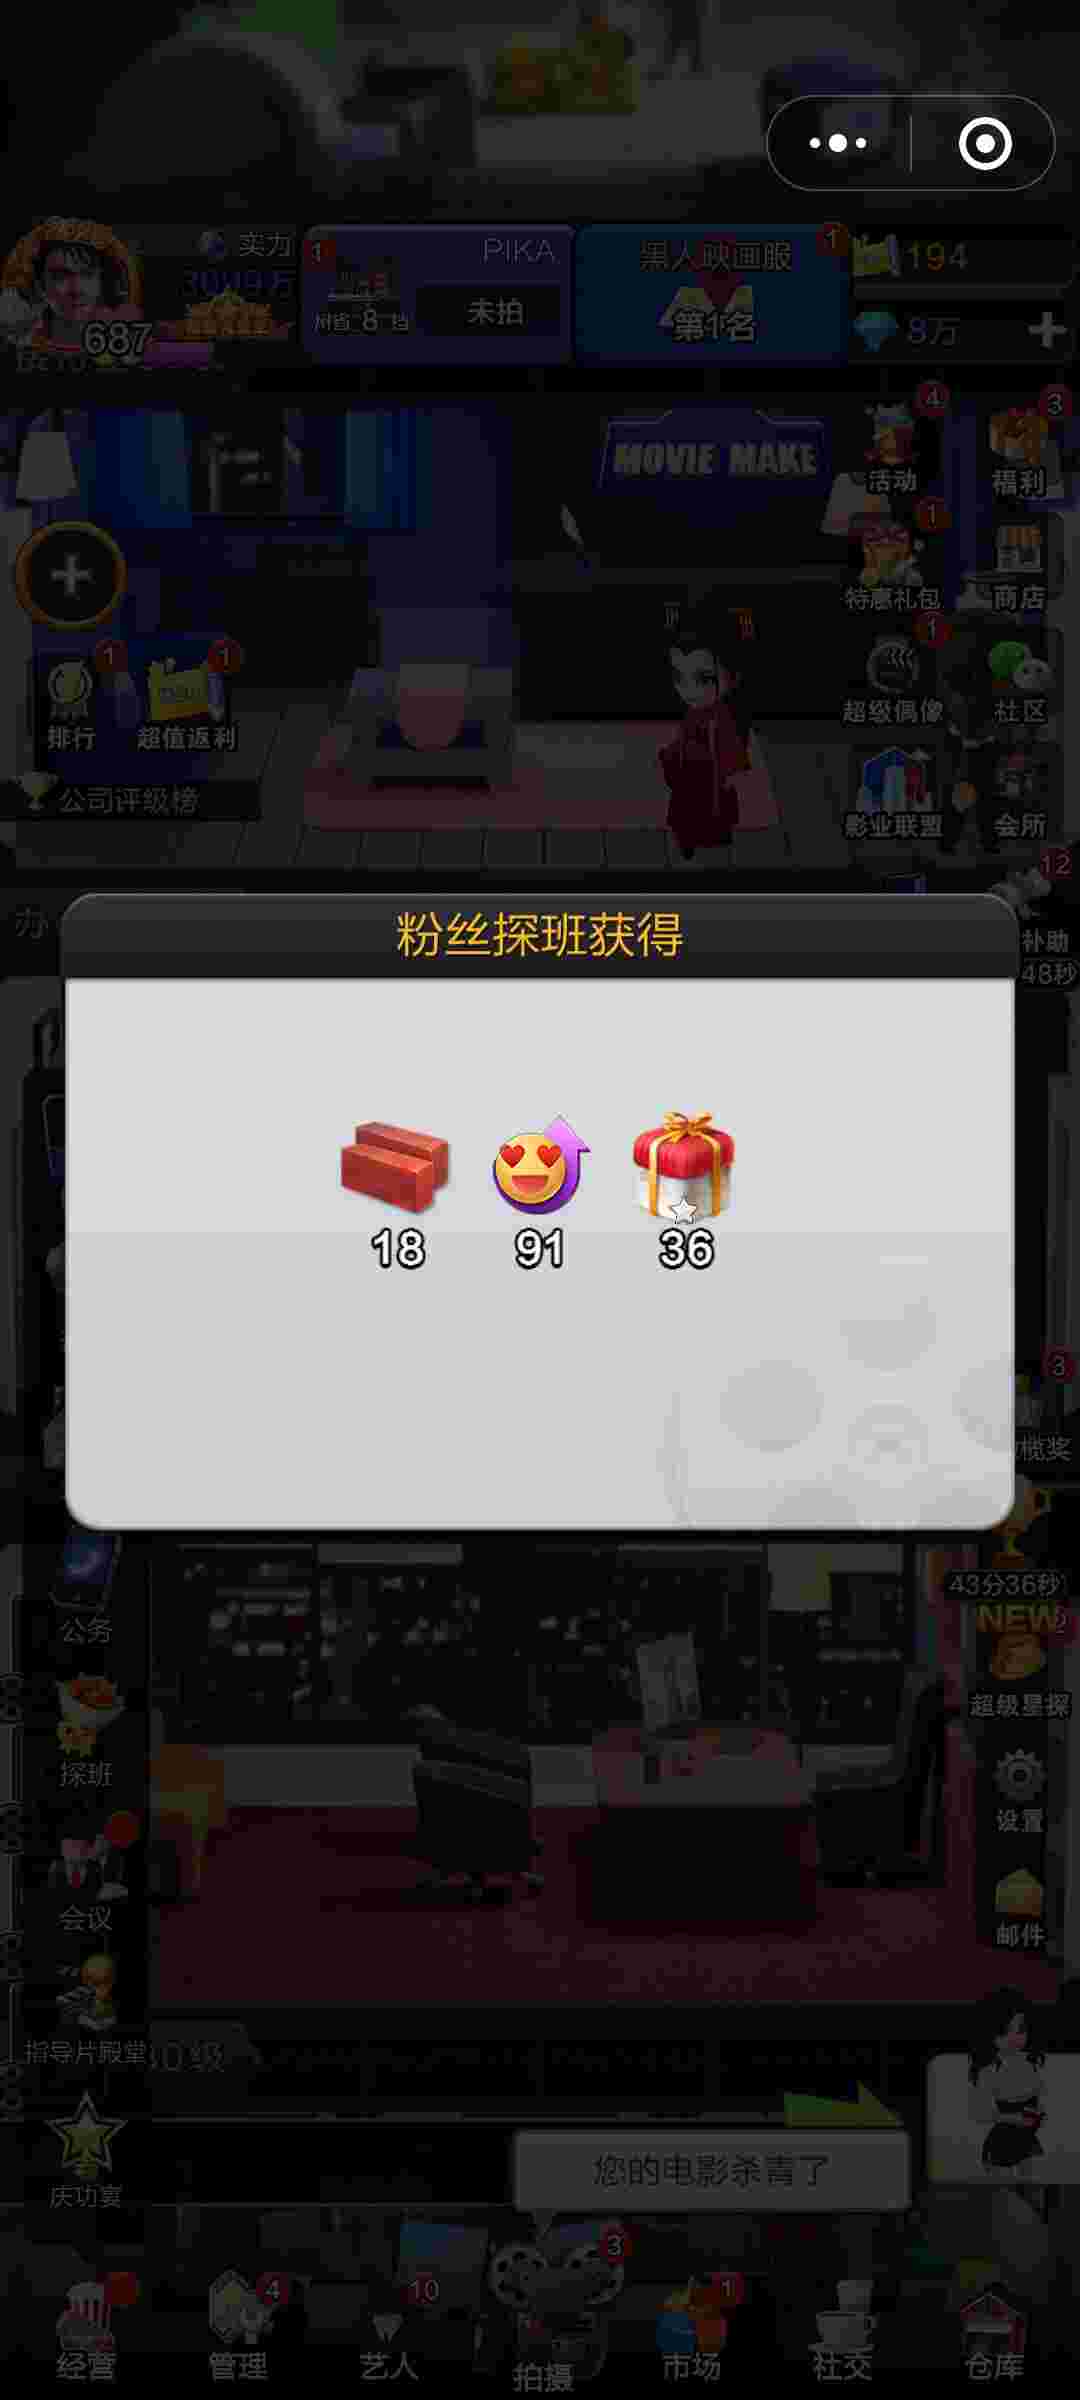 实力
3099万
687
1
PIKA
8
未拍
黑人映画服
第1名
1
194
8万
MOVIE MAKE
4
活动
3
福利
1
特惠礼包
商店
1
排行
1
超值返利
1
超级偶像
社区
公司评级榜
影业联盟
会所
12
办
补助
48秒
粉丝探班获得
18
91
36
3
榄奖
43分36秒
NEW
超级星探
公务
探班
设置
会议
邮件
指导片殿堂
0级
庆功宴
您的电影杀青了
经营
4
管理
10
艺人
3
拍摄
1
市场
社交
仓库